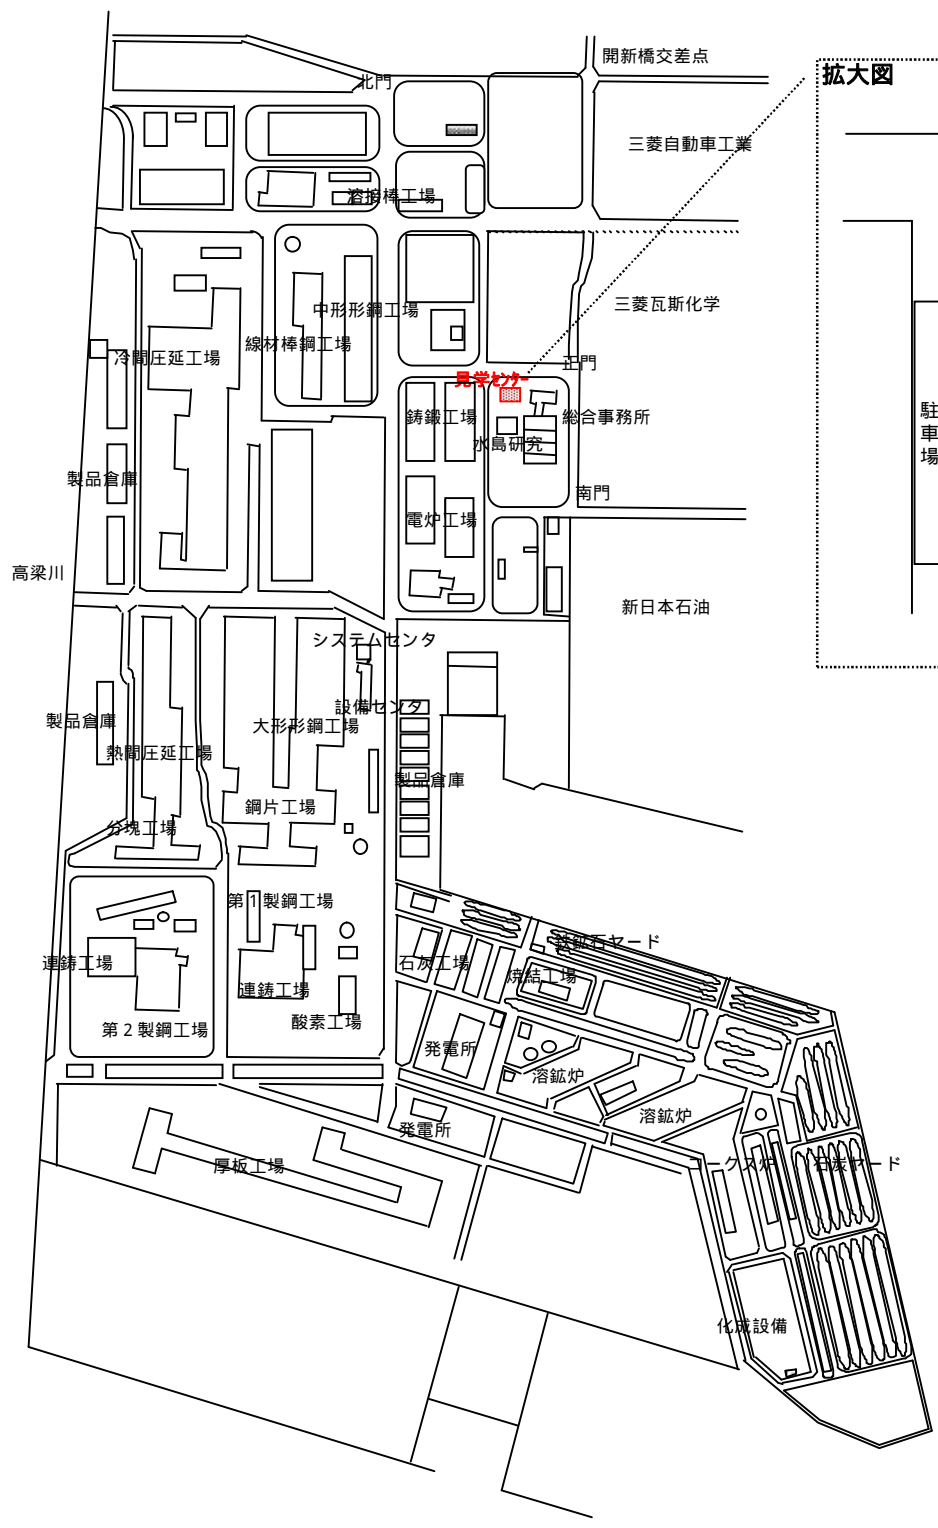 開新橋交差点
拡大図
北門
三菱自動車工業
溶接棒工場
三菱瓦斯化学
中形形鋼工場
線材棒鋼工場
冷間圧延工場
正門
見学センター
鋳鍛工場
総合事務所
駐車場
水島研究
製品倉庫
南門
電炉工場
高梁川
新日本石油
システムセンタ
設備センタ
製品倉庫
大形形鋼工場
熱間圧延工場
製品倉庫
鋼片工場
分塊工場
第1製鋼工場
鉄鉱石ヤード
連鋳工場
石灰工場
焼結工場
連鋳工場
酸素工場
第2製鋼工場
発電所
溶鉱炉
溶鉱炉
発電所
厚板工場
コークス炉
石炭ヤード
化成設備